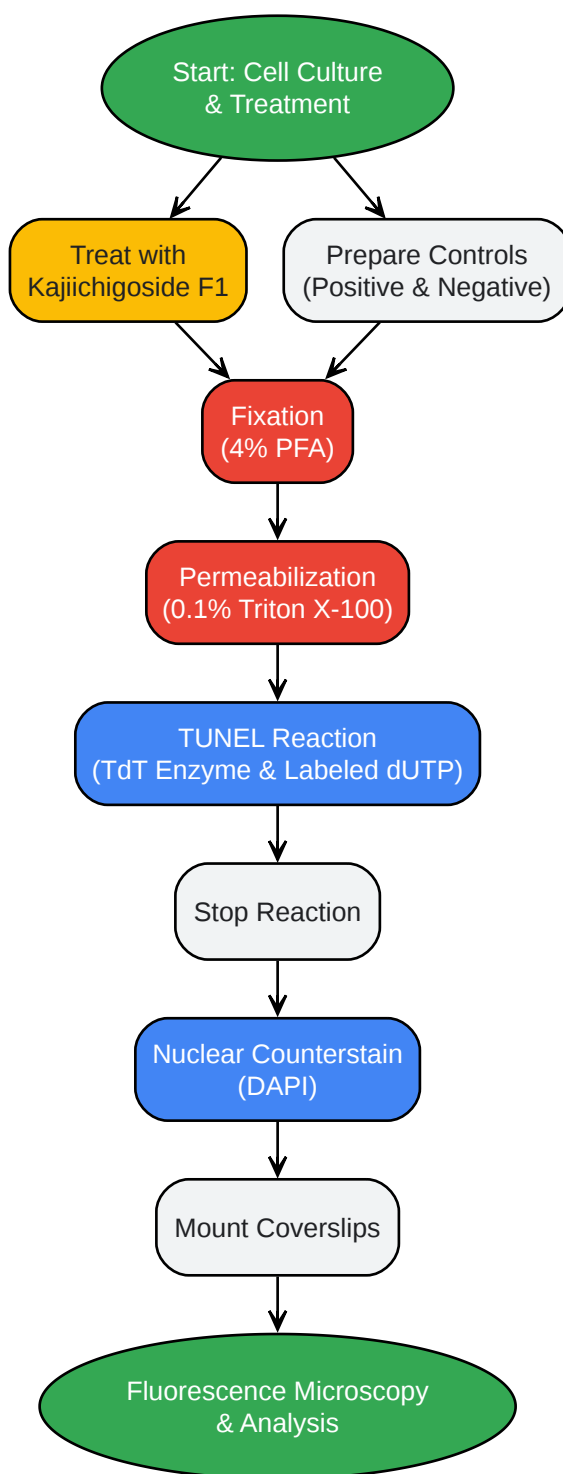 Start: Cell Culture
& Treatment
Treat with
Kajiichigoside F1
Prepare Controls
(Positive & Negative)
Fixation
(4% PFA)
Permeabilization
(0.1% Triton X-100)
TUNEL Reaction
(TdT Enzyme & Labeled dUTP)
Stop Reaction
Nuclear Counterstain
(DAPI)
Mount Coverslips
Fluorescence Microscopy
& Analysis